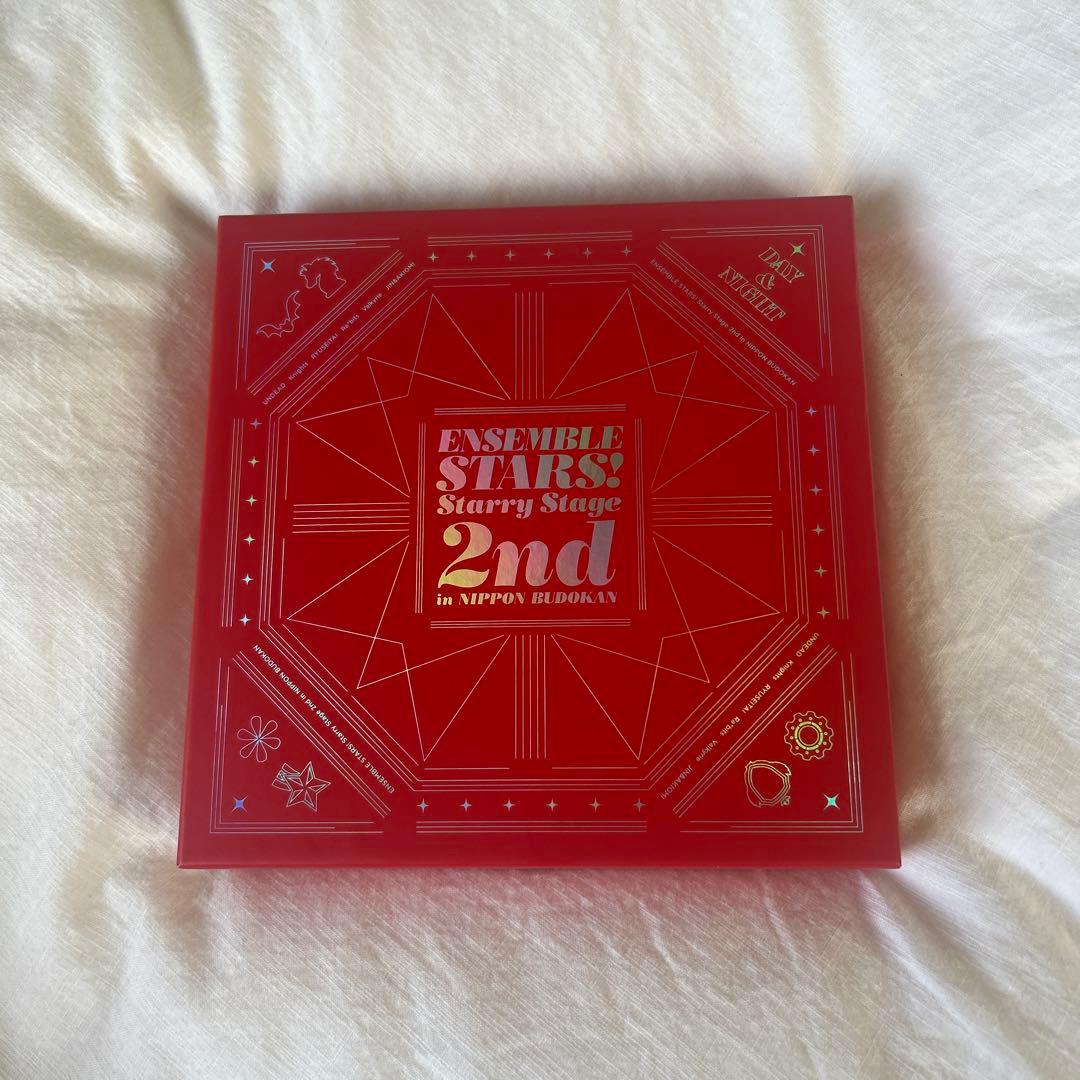 UNDEAD Knights RYUSEITAI Ra*bits Valkyrie JIN&AKIOMI
DAY
&
NIGHT
ENSEMBLE STARS! Starry Stage 2nd in NIPPON BUDOKAN
ENSEMBLE
STARS!
Starry Stage
2nd
in NIPPON BUDOKAN
ENSEMBLE STARS! Starry Stage 2nd in NIPPON BUDOKAN
UNDEAD Knights RYUSEITAI Ra*bits Valkyrie JIN&AKIOMI